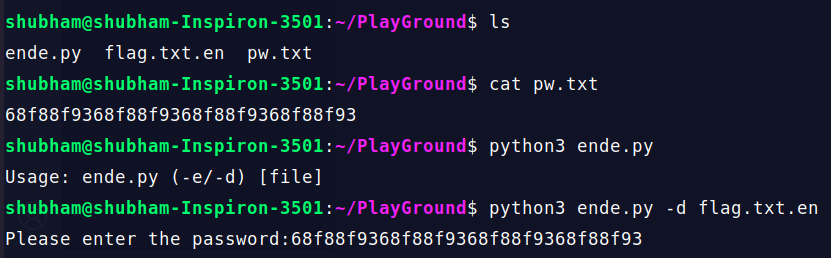 shubham@shubham-Inspiron-3501:~/PlayGround$ ls
ende.py  flag.txt.en  pw.txt
shubham@shubham-Inspiron-3501:~/PlayGround$ cat pw.txt
68f88f9368f88f9368f88f9368f88f93
shubham@shubham-Inspiron-3501:~/PlayGround$ python3 ende.py
Usage: ende.py (-e/-d) [file]
shubham@shubham-Inspiron-3501:~/PlayGround$ python3 ende.py -d flag.txt.en
Please enter the password:68f88f9368f88f9368f88f9368f88f93